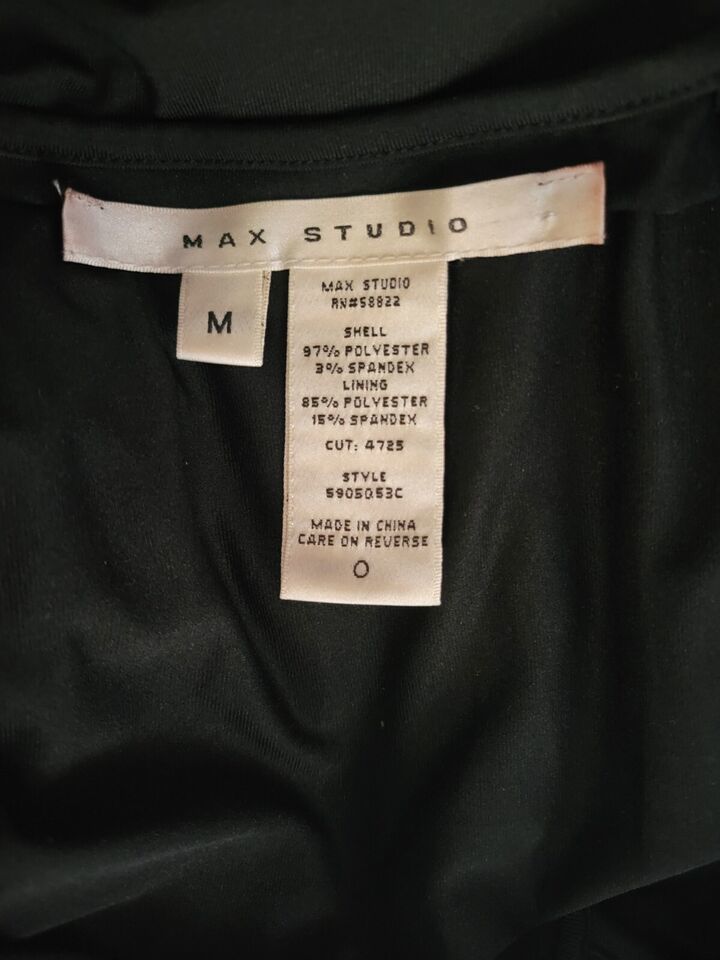 MAX STUDIO
M
MAX STUDIO
RN#58822
SHELL
97% POLYESTER
3% SPANDEX
LINING
85% POLYESTER
15% SPANDEX
CUT: 4725
STYLE
5905Q53C
MADE IN CHINA
CARE ON REVERSE
O